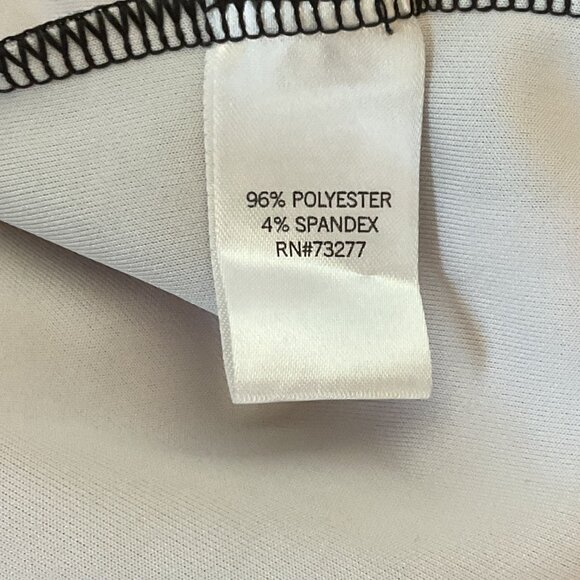 96% POLYESTER
4% SPANDEX
RN#73277